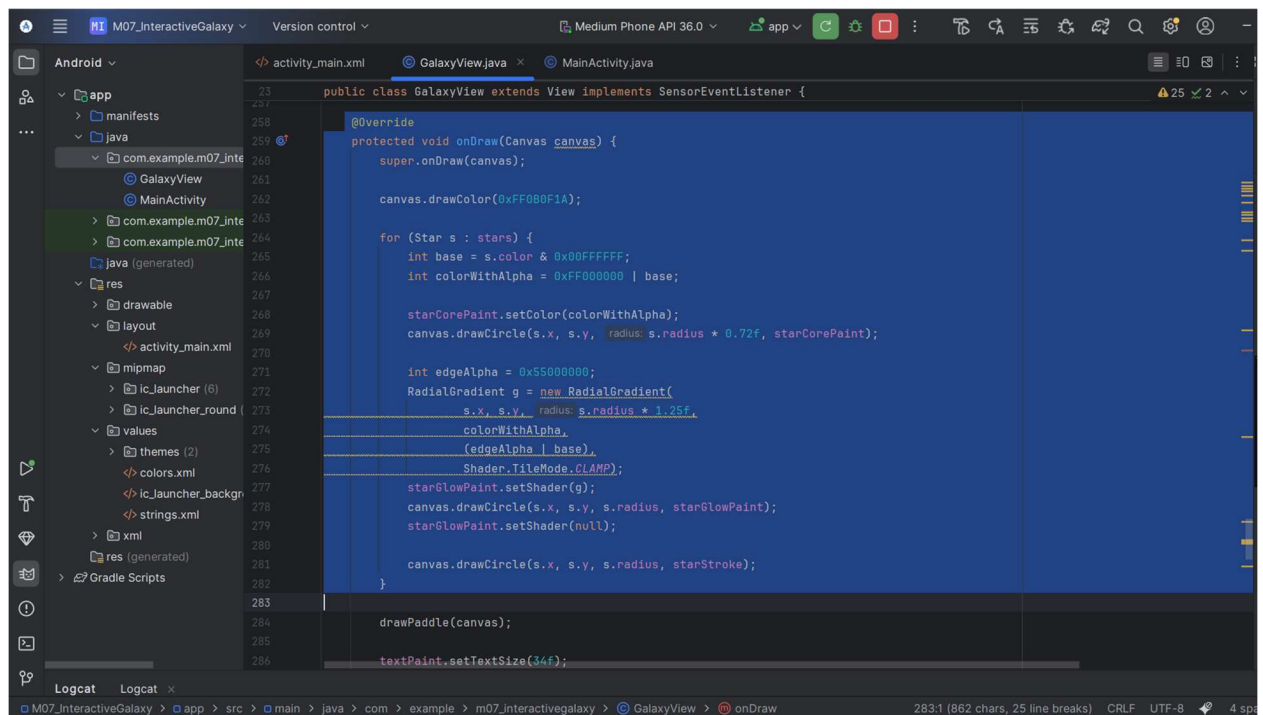 MI M07_InteractiveGalaxy Version control Medium Phone API 36.0 app
Android
activity_main.xml GalaxyView.java MainActivity.java
app
manifests
java
com.example.m07_inte
GalaxyView
MainActivity
com.example.m07_inte
com.example.m07_inte
java (generated)
res
drawable
layout
activity_main.xml
mipmap
ic_launcher (6)
ic_launcher_round (
values
themes (2)
colors.xml
ic_launcher_backgr
strings.xml
xml
res (generated)
Gradle Scripts
23 public class GalaxyView extends View implements SensorEventListener { 25 2
257
258 @Override
259 protected void onDraw(Canvas canvas) {
260 super.onDraw(canvas);
261
262 canvas.drawColor(0xFF0B0F1A);
263
264 for (Star s : stars) {
265 int base = s.color & 0x00FFFFFF;
266 int colorWithAlpha = 0xFF000000 | base;
267
268 starCorePaint.setColor(colorWithAlpha);
269 canvas.drawCircle(s.x, s.y, radius: s.radius * 0.72f, starCorePaint);
270
271 int edgeAlpha = 0x55000000;
272 RadialGradient g = new RadialGradient(
273 s.x, s.y, radius: s.radius * 1.25f,
274 colorWithAlpha,
275 (edgeAlpha | base),
276 Shader.TileMode.CLAMP);
277 starGlowPaint.setShader(g);
278 canvas.drawCircle(s.x, s.y, s.radius, starGlowPaint);
279 starGlowPaint.setShader(null);
280
281 canvas.drawCircle(s.x, s.y, s.radius, starStroke);
282 }
283
284 drawPaddle(canvas);
285
286 textPaint.setTextSize(34f);
Logcat Logcat ×
M07_InteractiveGalaxy > app > src > main > java > com > example > m07_interactivegalaxy > GalaxyView > onDraw 283:1 (862 chars, 25 line breaks) CRLF UTF-8 4 spa